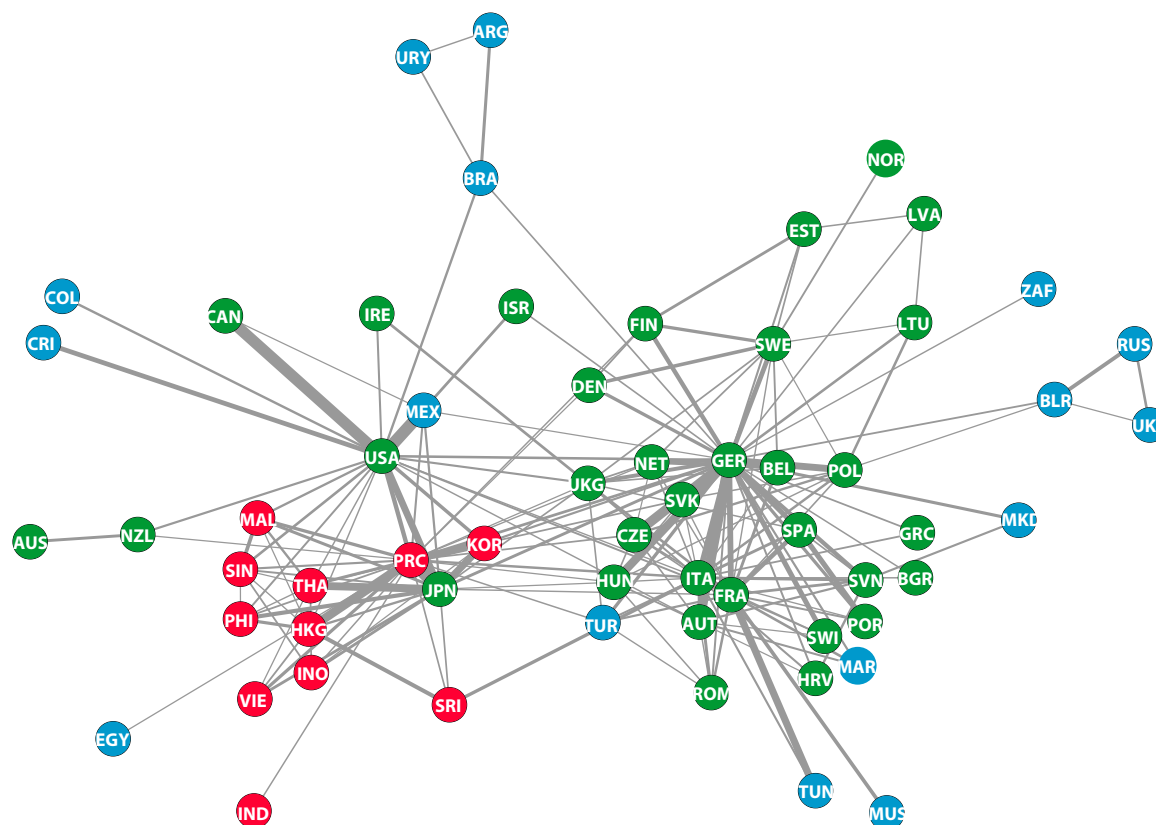 ARG
URY
NOR
BRA
LVA
EST
ZAF
COL
CAN
IRE
ISR
FIN
LTU
CRI
SWE
RUS
DEN
BLR
MEX
UK
USA
NET
GER
BEL
POL
UKG
SVK
MAL
MKD
AUS
NZL
CZE
SPA
GRC
KOR
PRC
SIN
THA
JPN
HUN
ITA
SVN
BGR
FRA
PHI
HKG
TUR
AUT
POR
SWI
MAR
INO
HRV
VIE
SRI
ROM
EGY
TUN
IND
MUS